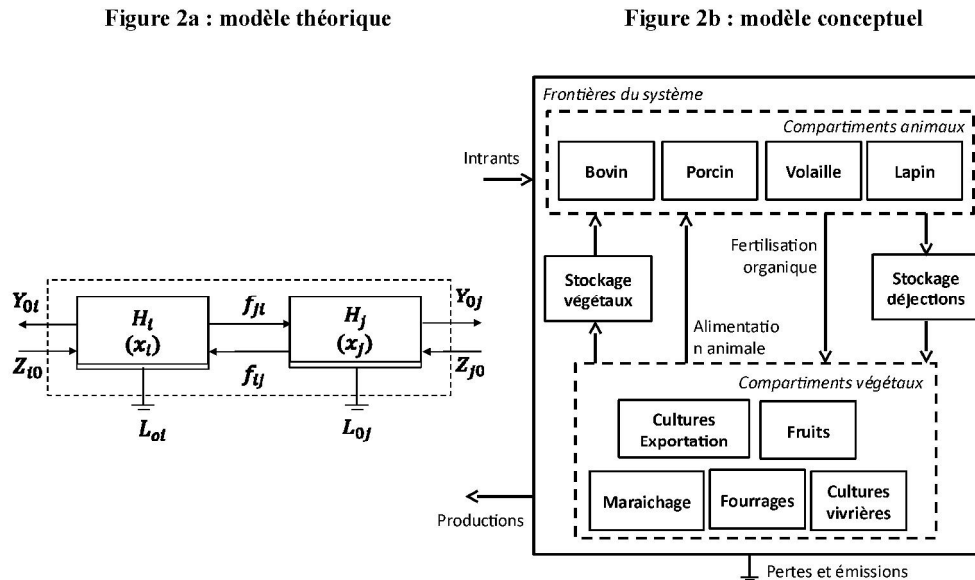 Figure 2a : modèle théorique
Figure 2b : modèle conceptuel
Y0i
Zi0
Hi
(xi)
fji
fij
Hj
(xj)
Y0j
Zj0
Loi
L0j
Frontières du système
Compartiments animaux
Intrants
Bovin
Porcin
Volaille
Lapin
Stockage
végétaux
Alimentatio
n animale
Fertilisation
organique
Stockage
déjections
Compartiments végétaux
Cultures
Exportation
Fruits
Maraichage
Fourrages
Cultures
vivrières
Productions
Pertes et émissions